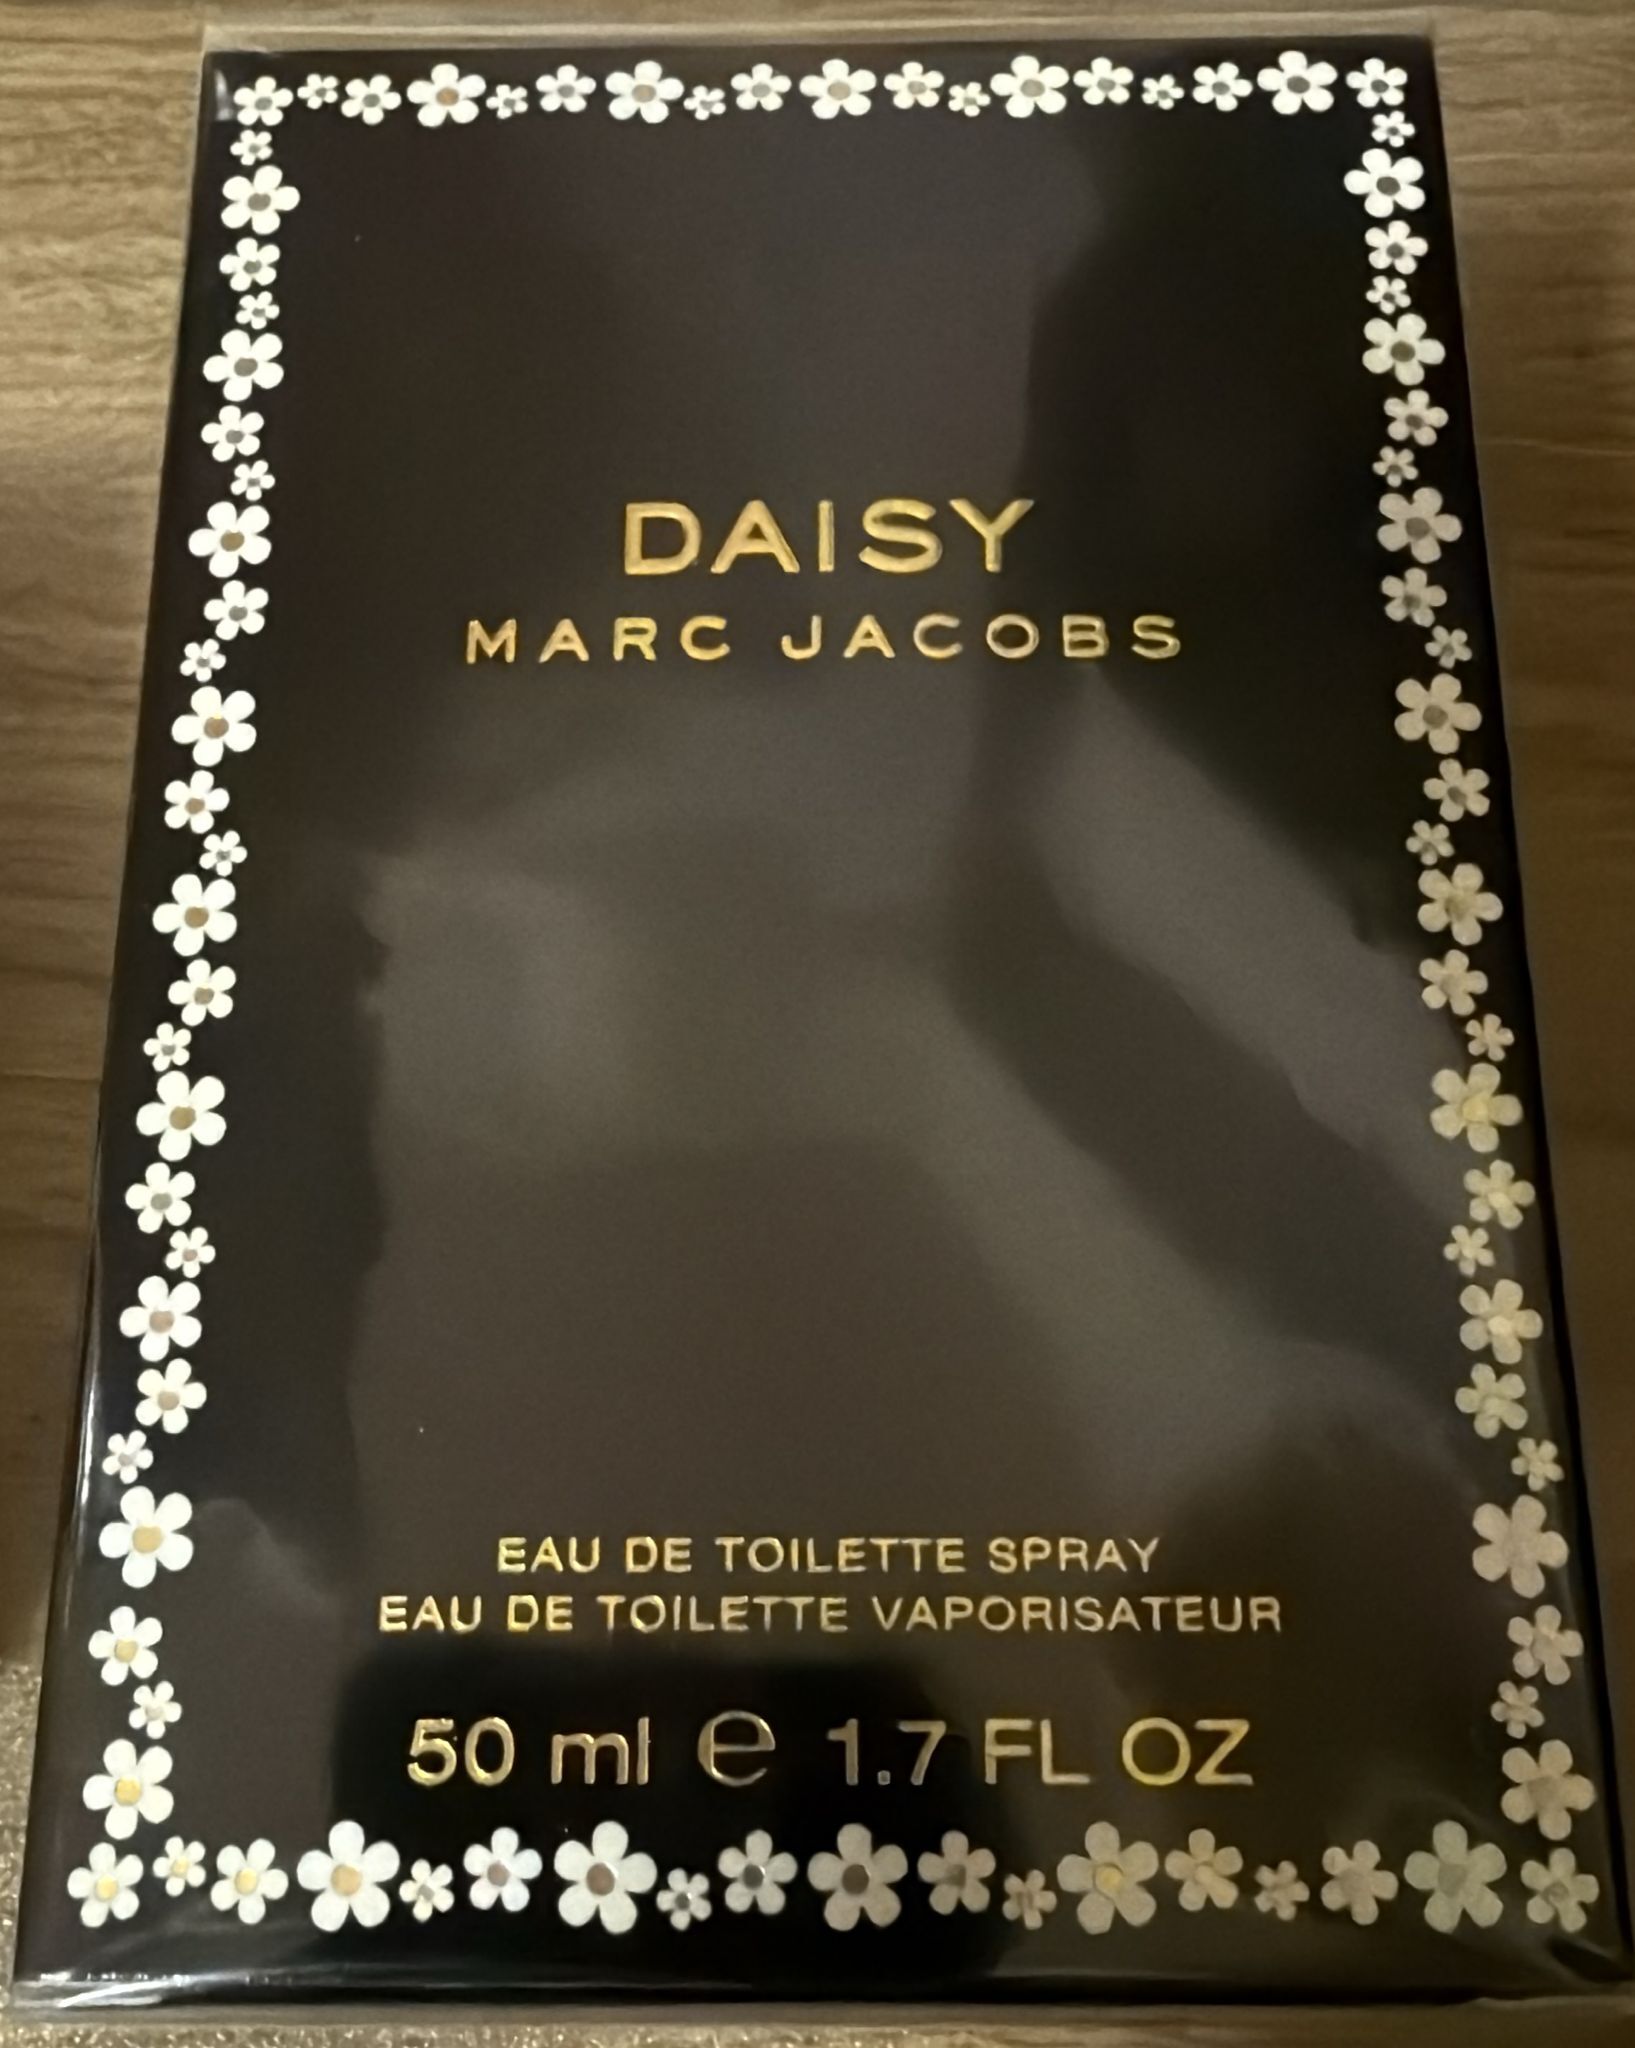 DAISY
MARC JACOBS
EAU DE TOILETTE SPRAY
EAU DE TOILETTE VAPORISATEUR
50 ml ℮ 1.7 FL OZ